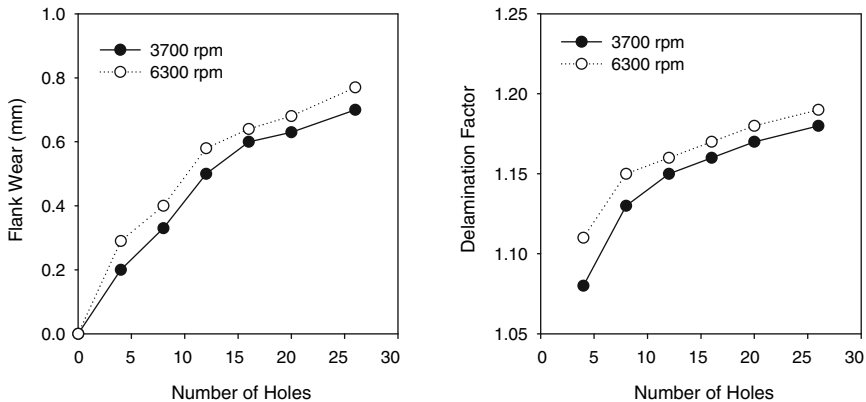 1.0
0.8
0.6
0.4
0.2
0.0
Flank Wear (mm)
3700 rpm
6300 rpm
0 5 10 15 20 25 30
Number of Holes
1.25
1.20
1.15
1.10
1.05
Delamination Factor
3700 rpm
6300 rpm
0 5 10 15 20 25 30
Number of Holes